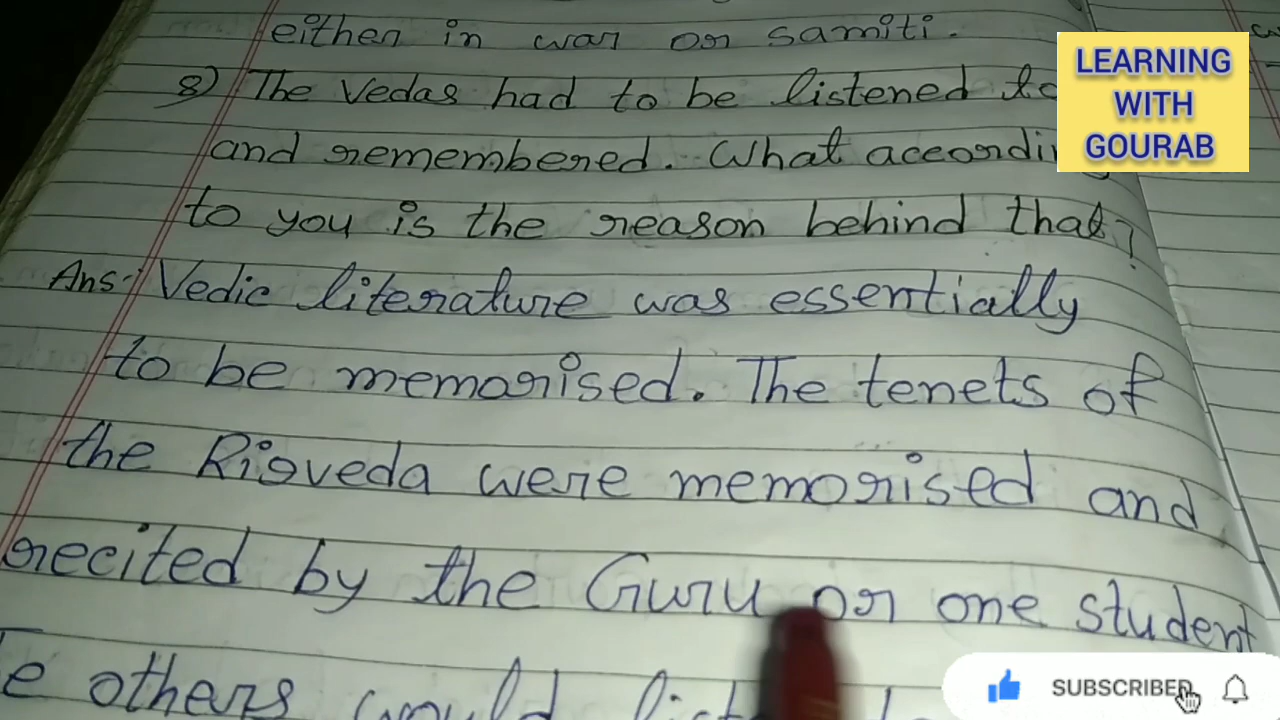 either in war or samiti.
8) The Vedas had to be listened to
and remembered. What accordin
to you is the reason behind that?
Ans:- Vedic literature was essentially
to be memorised. The tenets of
the Rigveda were memorised and
recited by the Guru or one student
e others would
LEARNING
WITH
GOURAB
SUBSCRIBED